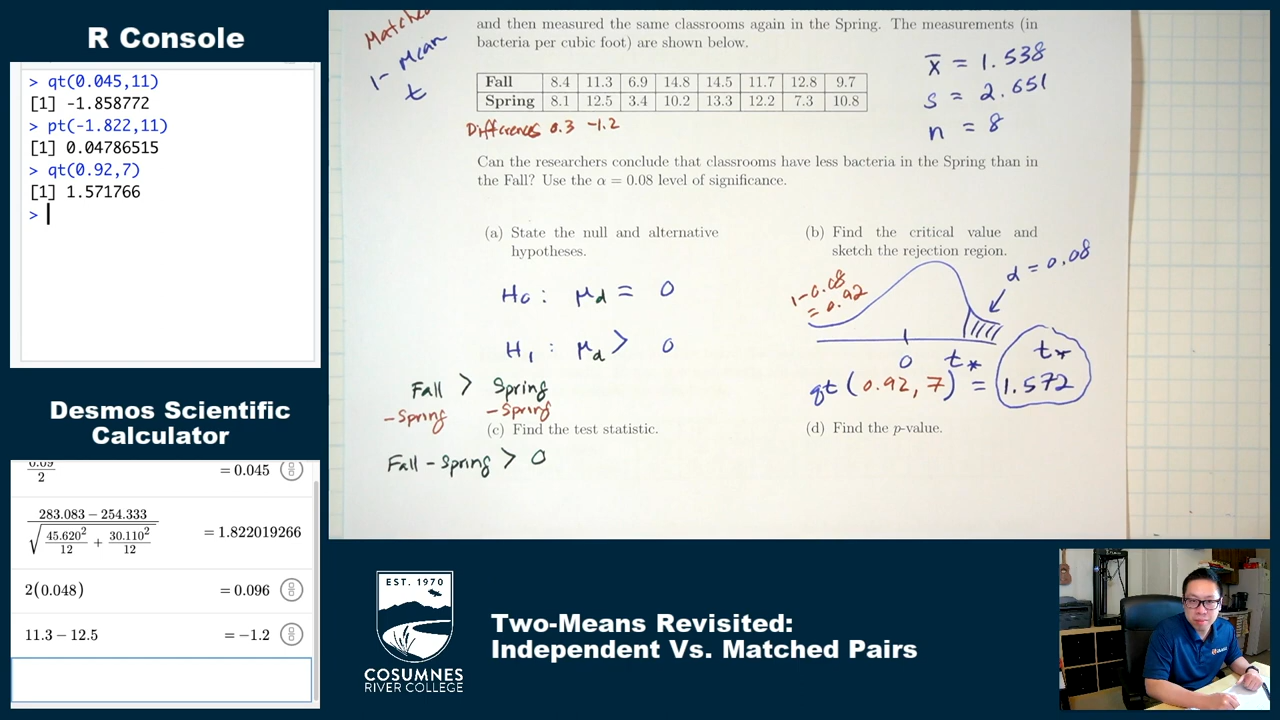 R Console
> qt(0.045,11)
[1] -1.858772
> pt(-1.822,11)
[1] 0.04786515
> qt(0.92,7)
[1] 1.571766
>
Desmos Scientific
Calculator
0.09/2 = 0.045
283.083 − 254.333 / √(45.620²/12 + 30.110²/12) = 1.822019266
2(0.048) = 0.096
11.3 − 12.5 = −1.2
Matched
1- Mean
t
and then measured the same classrooms again in the Spring. The measurements (in
bacteria per cubic foot) are shown below.
Fall 8.4 11.3 6.9 14.8 14.5 11.7 12.8 9.7
Spring 8.1 12.5 3.4 10.2 13.3 12.2 7.3 10.8
Differences 0.3 -1.2
x̄ = 1.538
s = 2.651
n = 8
Can the researchers conclude that classrooms have less bacteria in the Spring than in
the Fall? Use the α = 0.08 level of significance.
(a) State the null and alternative
hypotheses.
H0 : μd = 0
H1 : μd > 0
Fall > Spring
-Spring -Spring
Fall - Spring > 0
(b) Find the critical value and
sketch the rejection region.
1-0.08
= 0.92
α = 0.08
0 t*
t*
qt(0.92, 7) = 1.572
(c) Find the test statistic.
(d) Find the p-value.
EST. 1970
COSUMNES
RIVER COLLEGE
Two-Means Revisited:
Independent Vs. Matched Pairs